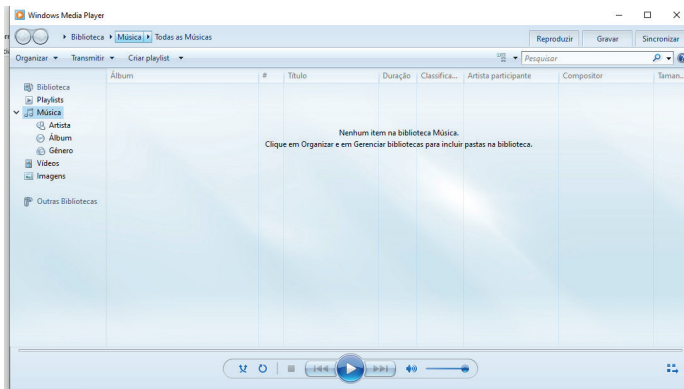 Windows Media Player
Biblioteca Música Todas as Músicas
Reproduzir Gravar Sincronizar
Organizar Transmitir Criar playlist Pesquisar
Álbum # Título Duração Classifica... Artista participante Compositor Taman...
Biblioteca
Playlists
Música
Artista
Álbum
Gênero
Vídeos
Imagens
Outras Bibliotecas
Nenhum item na biblioteca Música.
Clique em Organizar e em Gerenciar bibliotecas para incluir pastas na biblioteca.